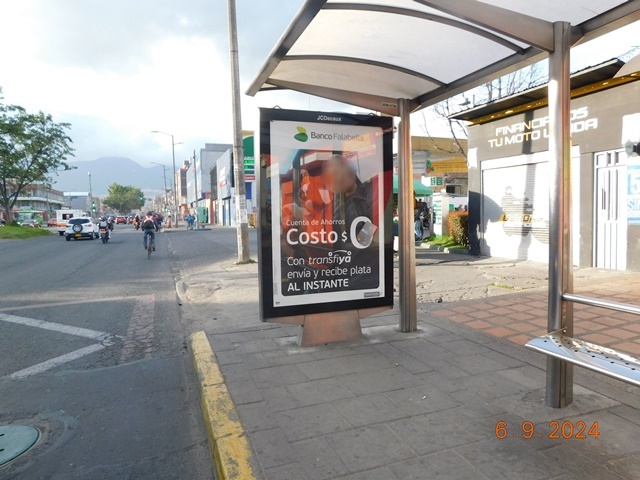 JCDecaux
Banco Falabella
Cuenta de Ahorros
Costo $0
Con transfiya
envía y recibe plata
AL INSTANTE
FINANCIAMOS
TU MOTO
6 9 2024